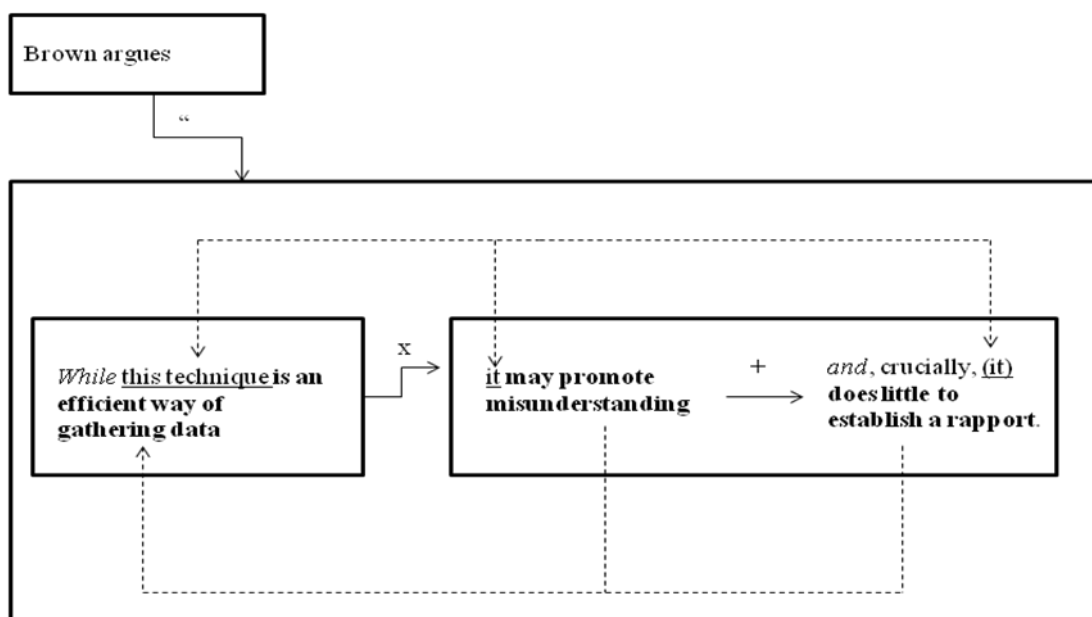 Brown argues
“
x
While this technique is an
efficient way of
gathering data
it may promote
misunderstanding
+
and, crucially, (it)
does little to
establish a rapport.